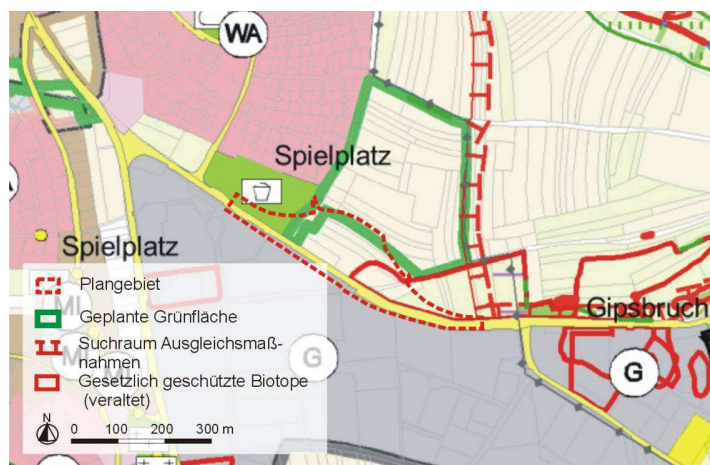 WA
Spielplatz
Spielplatz
Plangebiet
Geplante Grünfläche
Suchraum Ausgleichsmaß-
nahmen
Gesetzlich geschützte Biotope
(veraltet)
N
0 100 200 300 m
MI
MI
G
Gipsbruch
G